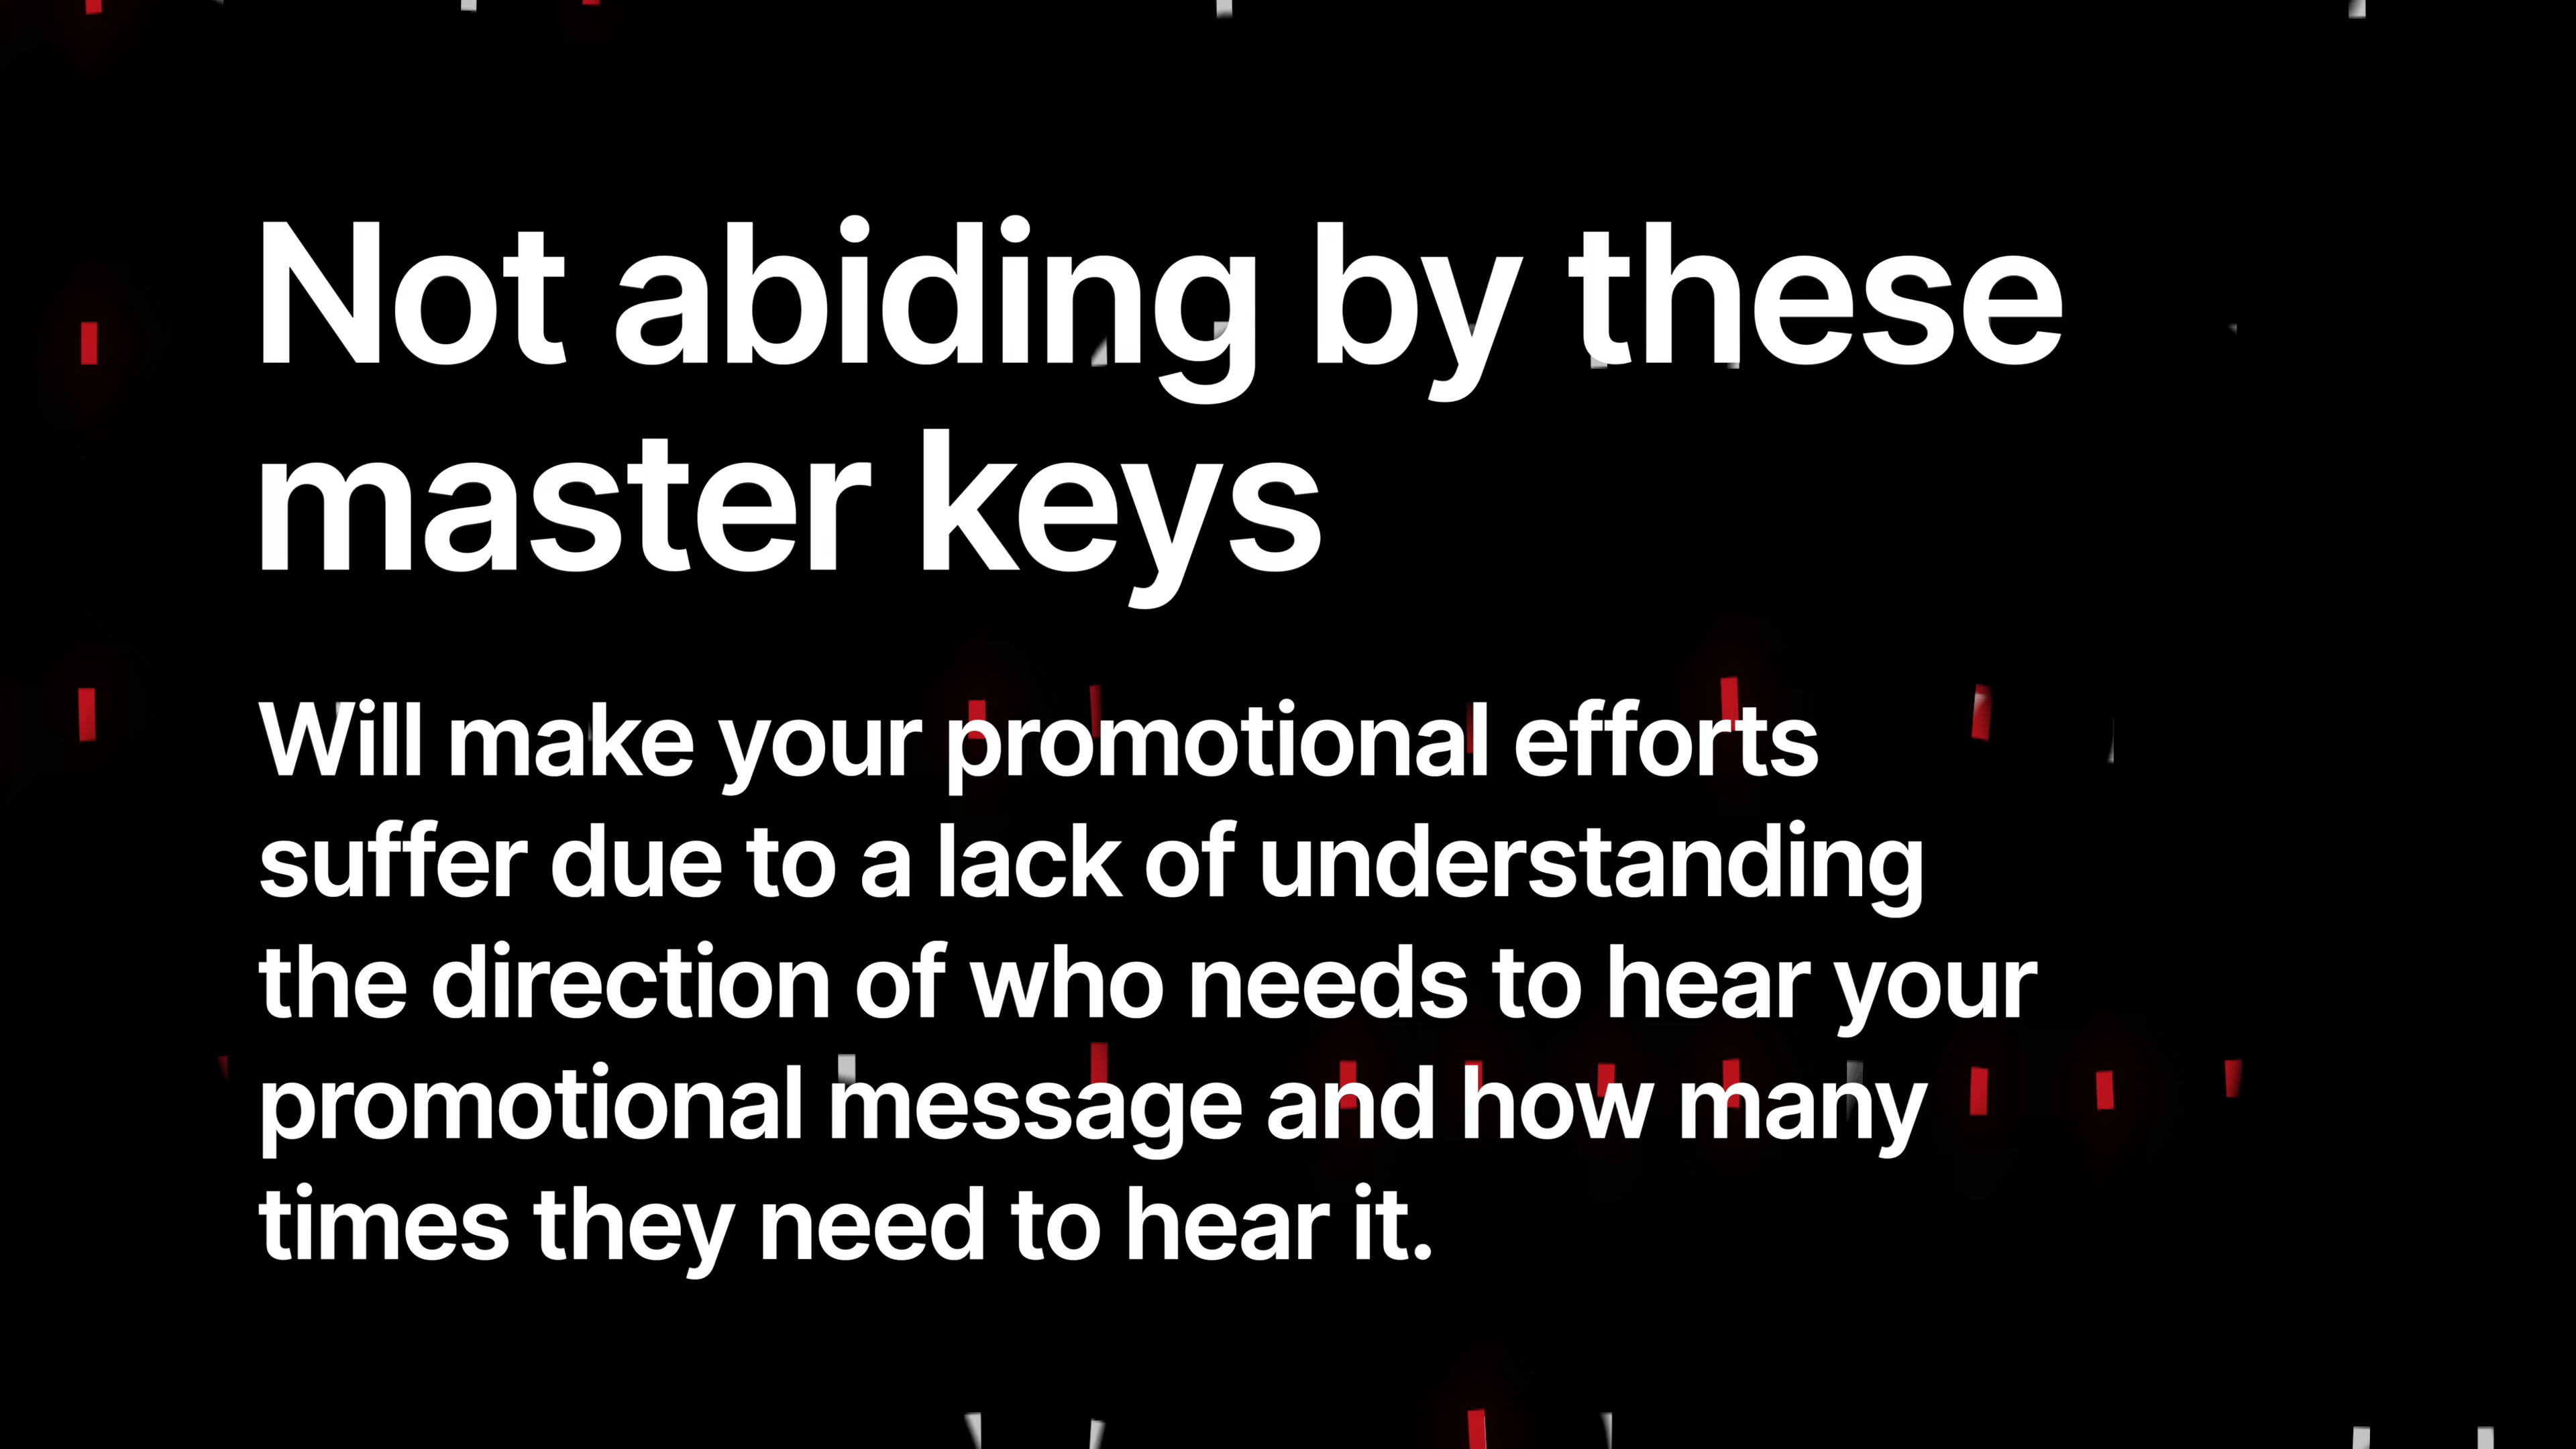 Not abiding by these
master keys
Will make your promotional efforts
suffer due to a lack of understanding
the direction of who needs to hear your
promotional message and how many
times they need to hear it.